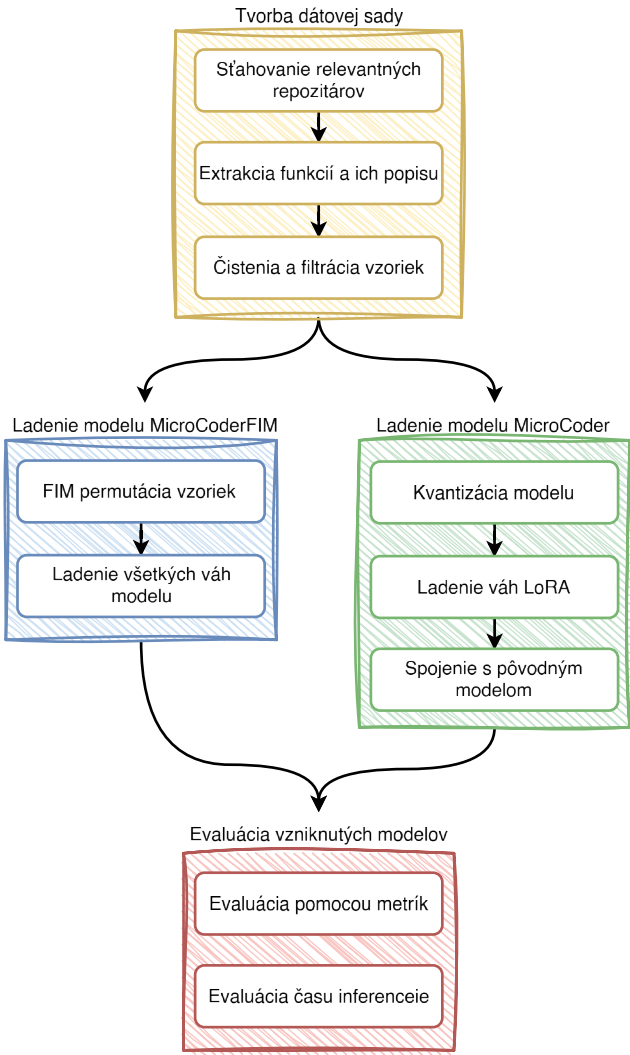 Tvorba dátovej sady
Sťahovanie relevantných
repozitárov
Extrakcia funkcií a ich popisu
Čistenia a filtrácia vzoriek
Ladenie modelu MicroCoderFIM
FIM permutácia vzoriek
Ladenie všetkých váh
modelu
Ladenie modelu MicroCoder
Kvantizácia modelu
Ladenie váh LoRA
Spojenie s pôvodným
modelom
Evaluácia vzniknutých modelov
Evaluácia pomocou metrík
Evaluácia času inferenceie